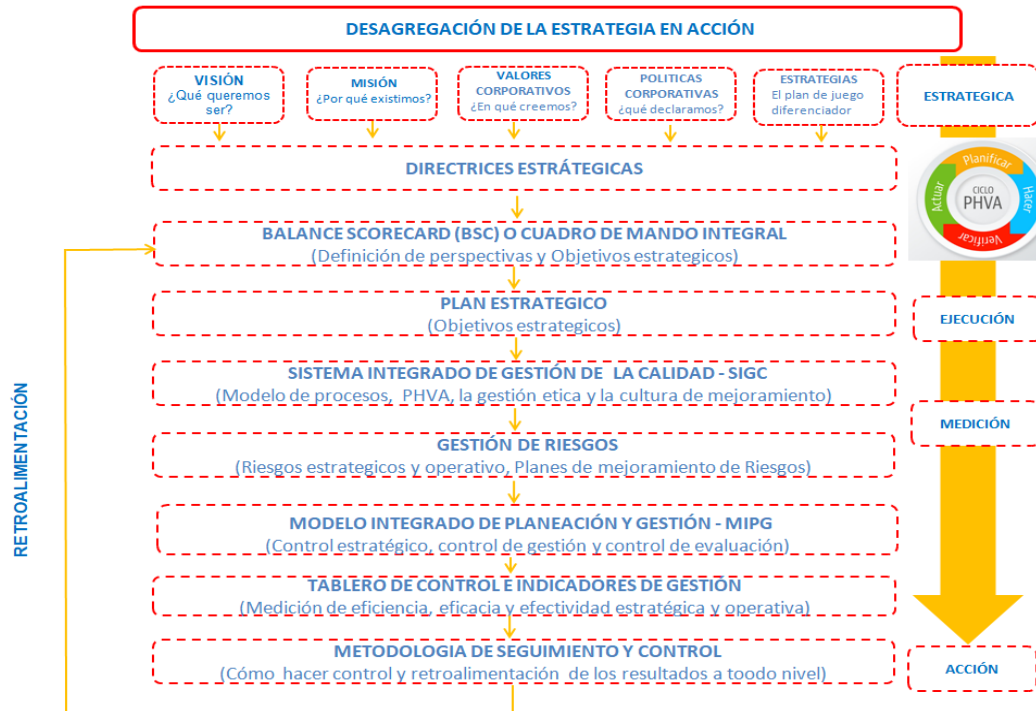 DESAGREGACIÓN DE LA ESTRATEGIA EN ACCIÓN
VISIÓN
¿Qué queremos
ser?
MISIÓN
¿Por qué existimos?
VALORES
CORPORATIVOS
¿En qué creemos?
POLITICAS
CORPORATIVAS
¿qué declaramos?
ESTRATEGIAS
El plan de juego
diferenciador
ESTRATEGICA
DIRECTRICES ESTRÁTEGICAS
Planificar
Hacer
Verificar
Actuar
CICLO
PHVA
BALANCE SCORECARD (BSC) O CUADRO DE MANDO INTEGRAL
(Definición de perspectivas y Objetivos estrategicos)
PLAN ESTRATEGICO
(Objetivos estrategicos)
EJECUCIÓN
SISTEMA INTEGRADO DE GESTIÓN DE LA CALIDAD - SIGC
(Modelo de procesos, PHVA, la gestión etica y la cultura de mejoramiento)
MEDICIÓN
GESTIÓN DE RIESGOS
(Riesgos estrategicos y operativo, Planes de mejoramiento de Riesgos)
MODELO INTEGRADO DE PLANEACIÓN Y GESTIÓN - MIPG
(Control estratégico, control de gestión y control de evaluación)
TABLERO DE CONTROL E INDICADORES DE GESTIÓN
(Medición de eficiencia, eficacia y efectividad estratégica y operativa)
METODOLOGIA DE SEGUIMIENTO Y CONTROL
(Cómo hacer control y retroalimentación de los resultados a toodo nivel)
ACCIÓN
RETROALIMENTACIÓN